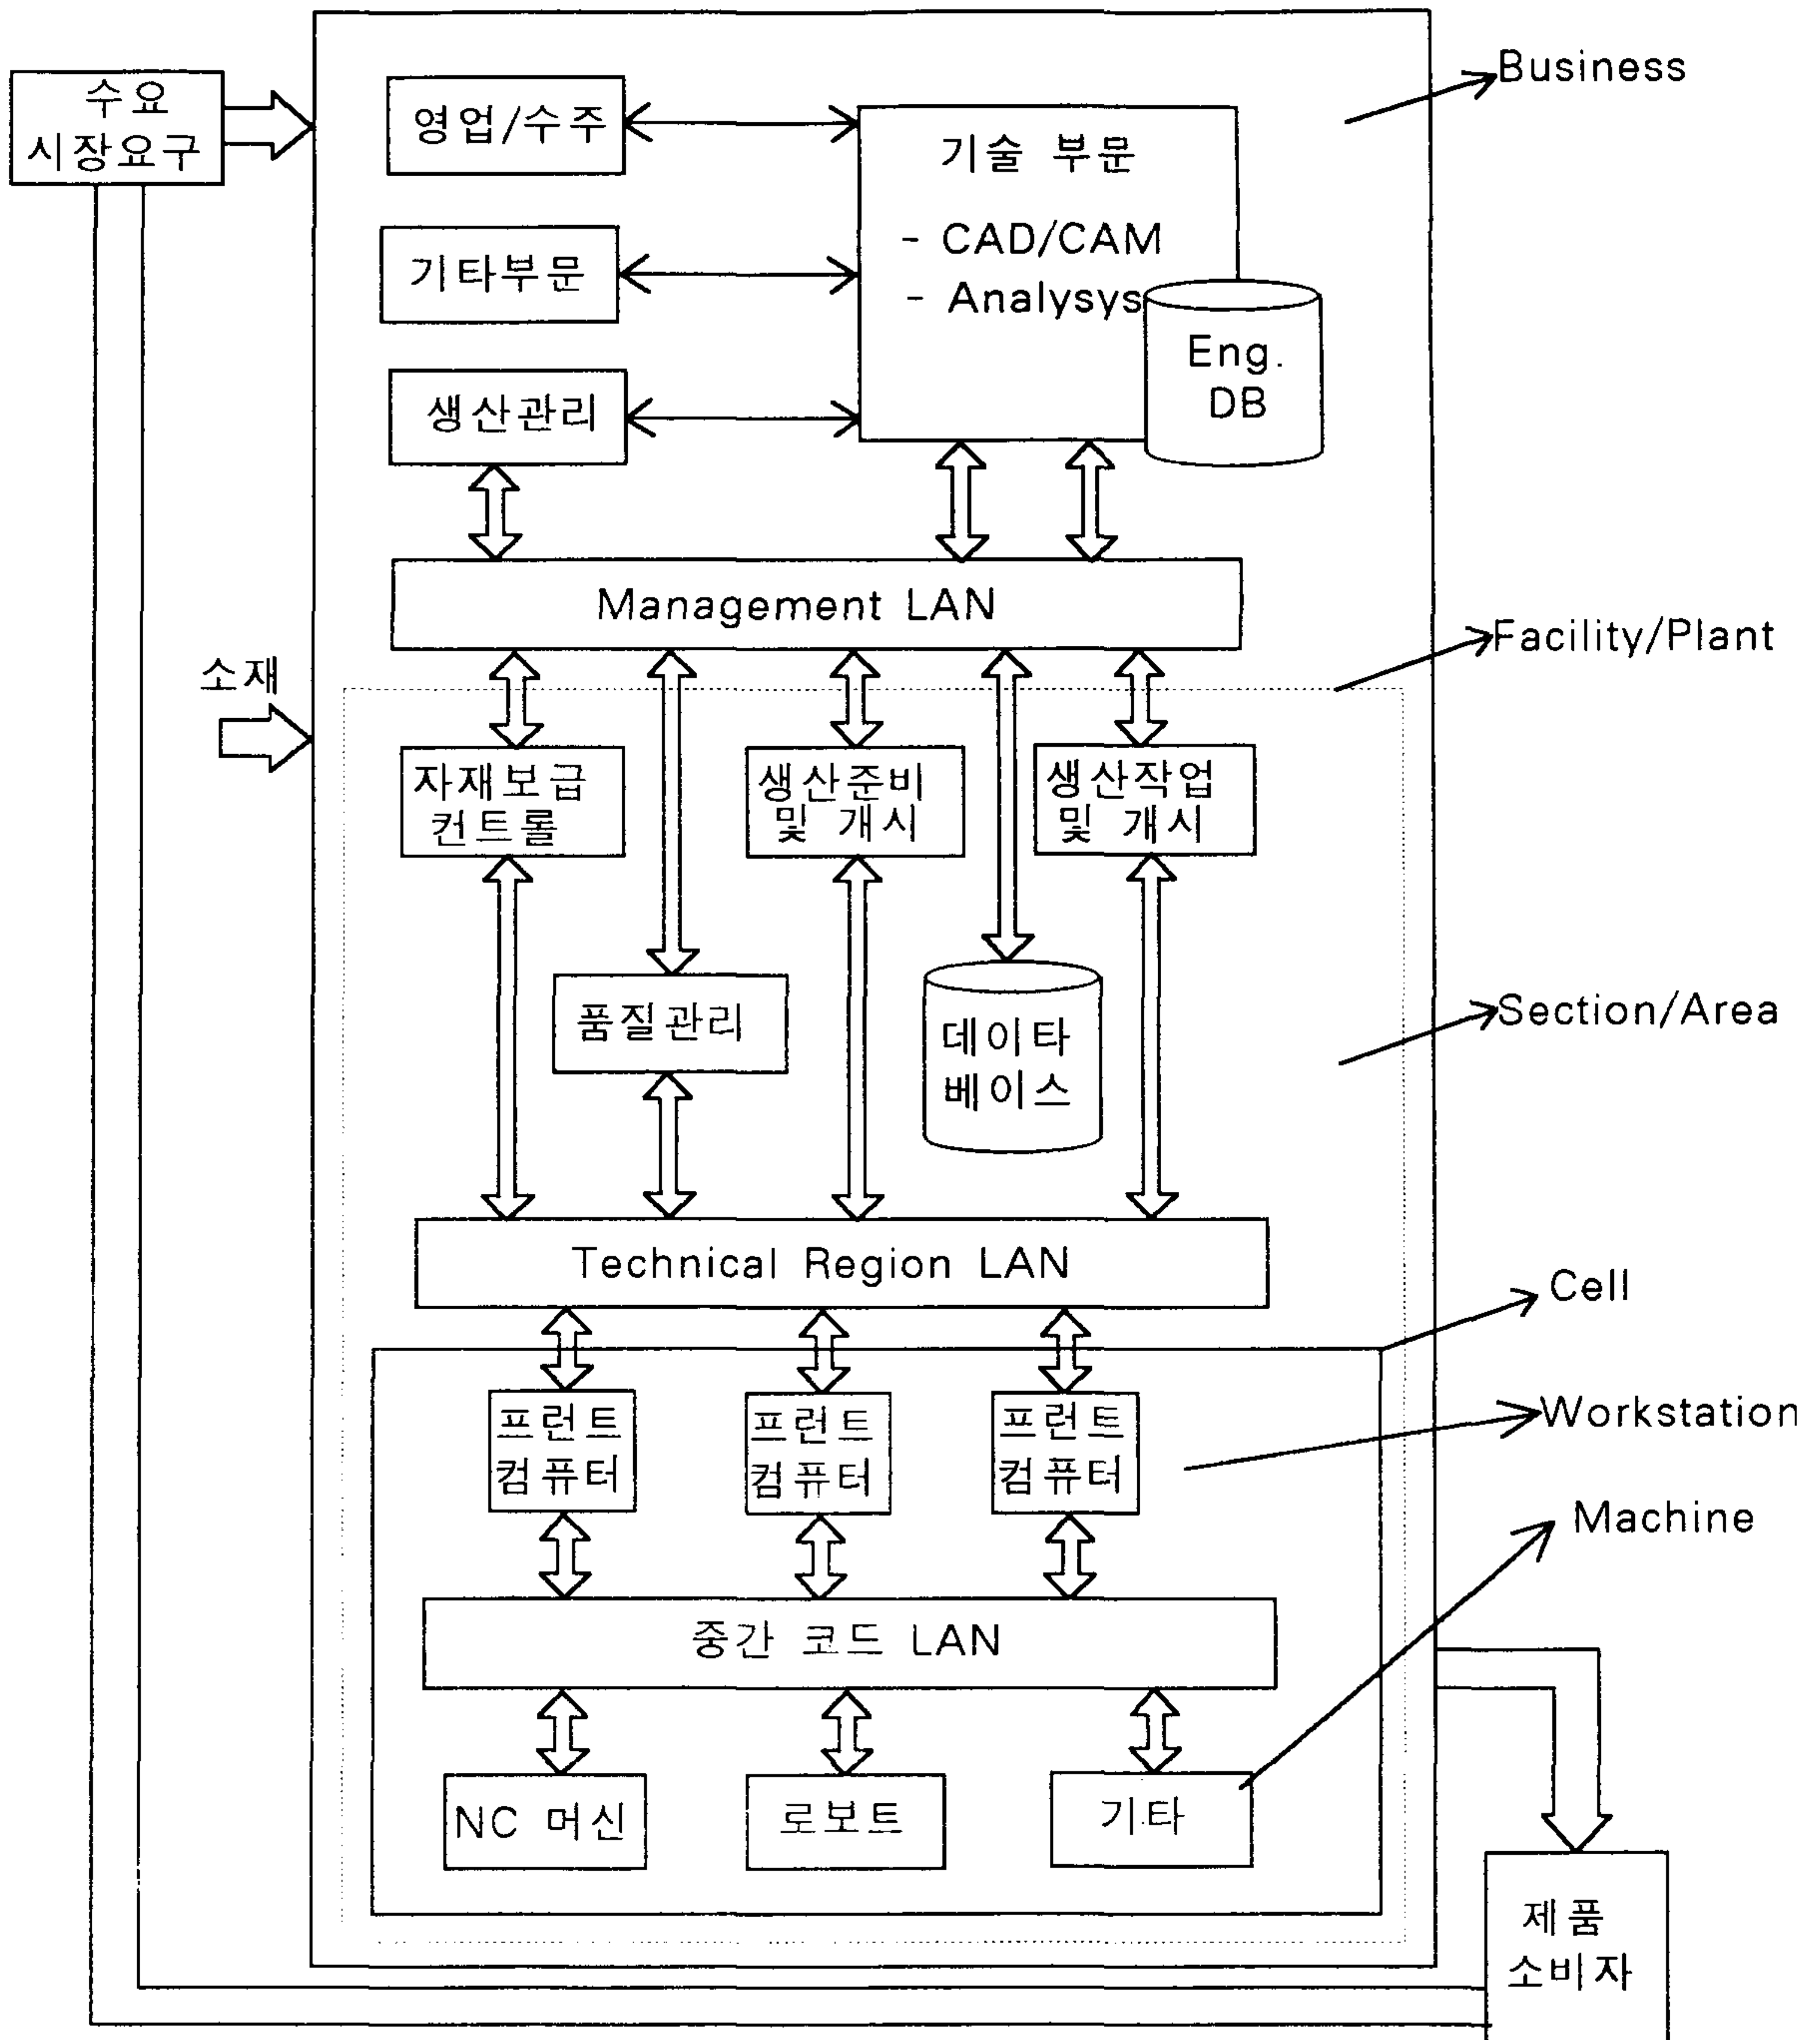 수요
시장요구
영업/수주
기술 부문
- CAD/CAM
- Analysys
기타부문
Eng.
DB
생산관리
Business
Management LAN
Facility/Plant
소재
자재보급
컨트롤
생산준비
및 개시
생산작업
및 개시
품질관리
데이타
베이스
Section/Area
Technical Region LAN
Cell
프런트
컴퓨터
프런트
컴퓨터
프런트
컴퓨터
Workstation
Machine
중간 코드 LAN
NC 머신
로보트
기타
제품
소비자